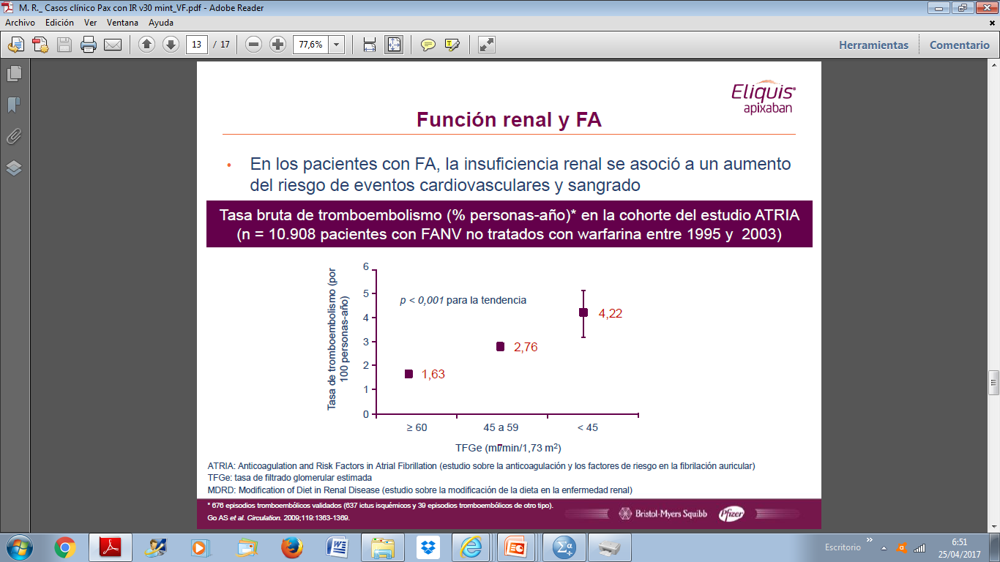 M. R._ Casos clínico Pax con IR v30 mint_VF.pdf - Adobe Reader
Archivo Edición Ver Ventana Ayuda
13 / 17 77,6% Herramientas Comentario
Eliquis®
apixaban
Función renal y FA
• En los pacientes con FA, la insuficiencia renal se asoció a un aumento
del riesgo de eventos cardiovasculares y sangrado
Tasa bruta de tromboembolismo (% personas-año)* en la cohorte del estudio ATRIA
(n = 10.908 pacientes con FANV no tratados con warfarina entre 1995 y 2003)
Tasa de tromboembolismo (por
100 personas-año)
6
5
4
3
2
1
0
p < 0,001 para la tendencia
4,22
2,76
1,63
≥ 60 45 a 59 < 45
TFGe (ml/min/1,73 m²)
ATRIA: Anticoagulation and Risk Factors in Atrial Fibrillation (estudio sobre la anticoagulación y los factores de riesgo en la fibrilación auricular)
TFGe: tasa de filtrado glomerular estimada
MDRD: Modification of Diet in Renal Disease (estudio sobre la modificación de la dieta en la enfermedad renal)
* 676 episodios tromboembólicos validados (637 ictus isquémicos y 39 episodios tromboembólicos de otro tipo).
Go AS et al. Circulation. 2009;119:1363-1369.
Bristol-Myers Squibb Pfizer
Escritorio » 6:51
25/04/2017